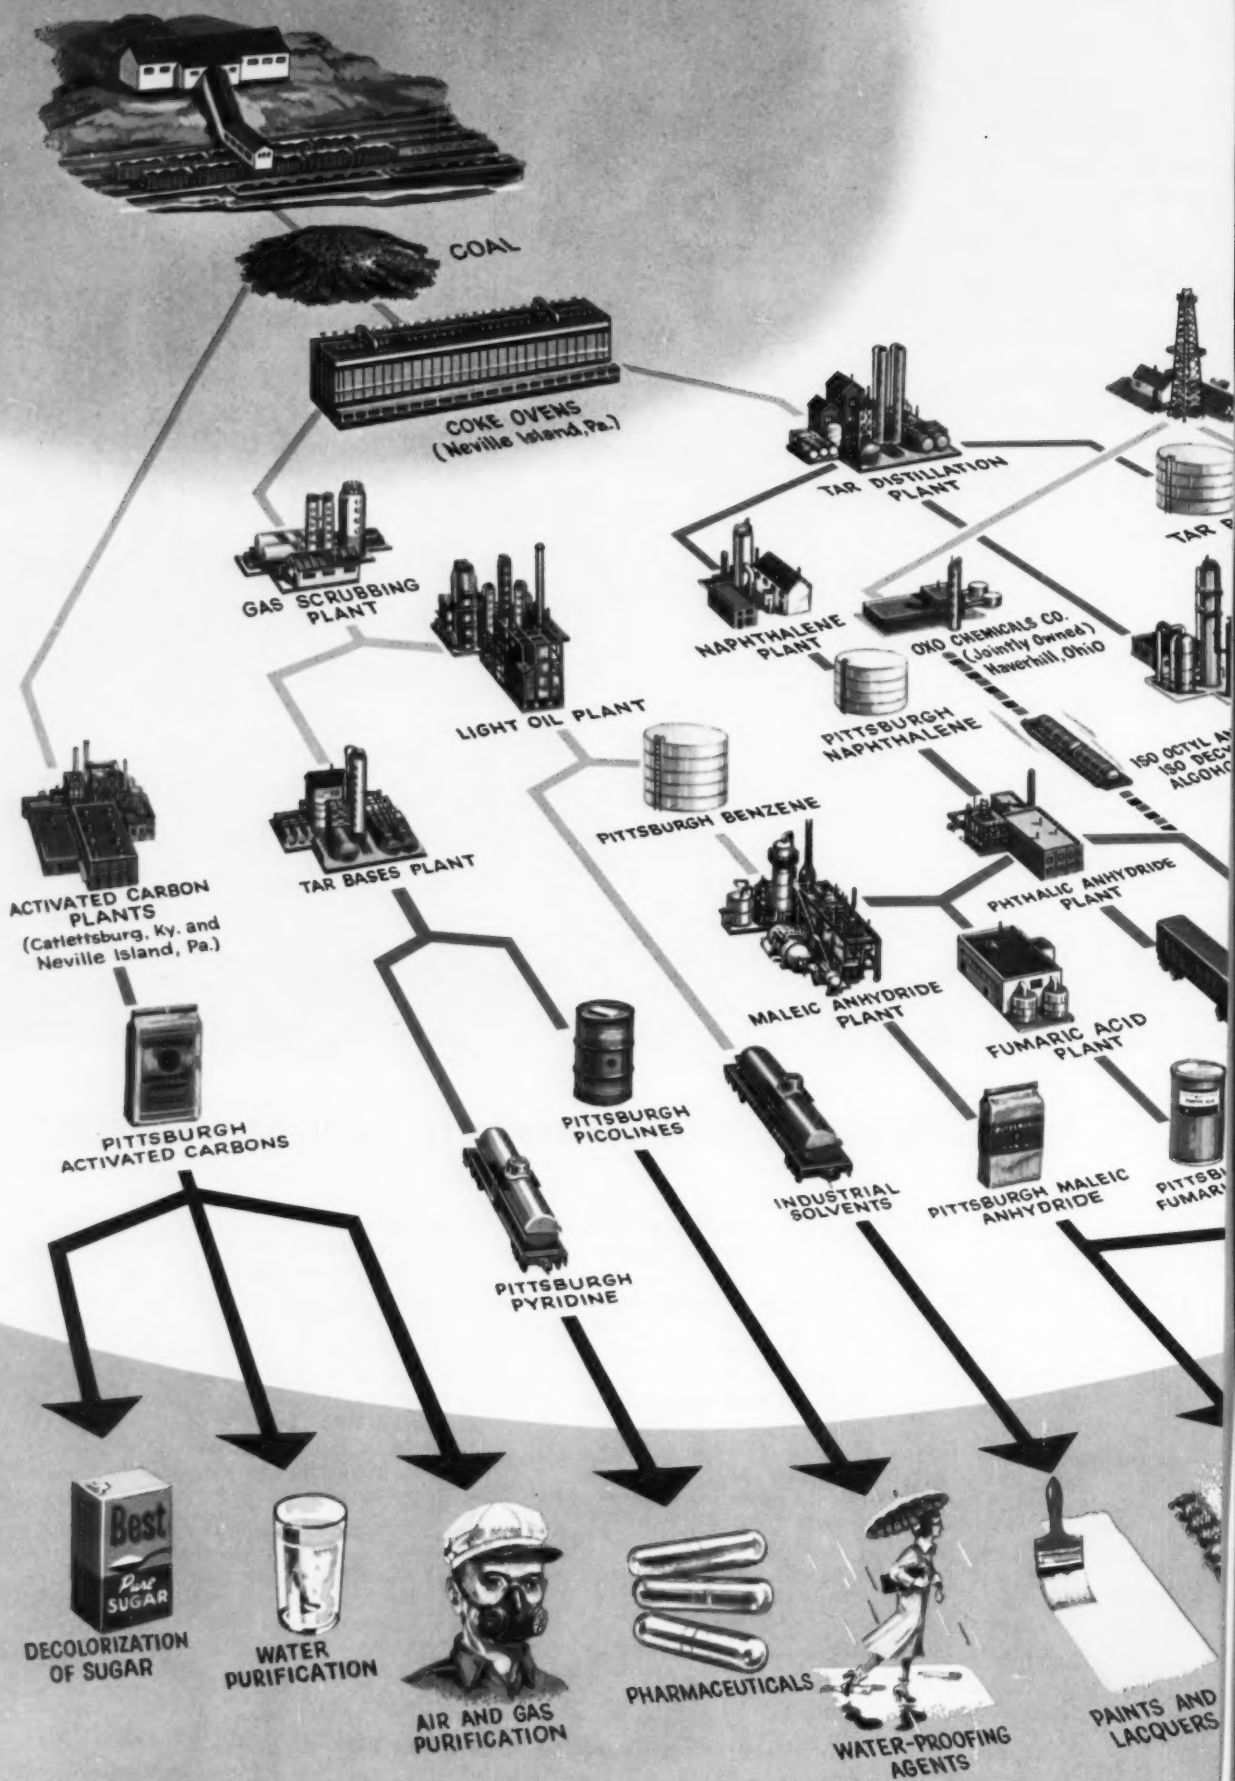 COAL
COKE OVENS
(Neville Island, Pa.)
TAR DISTILLATION
PLANT
TAR
GAS SCRUBBING
PLANT
NAPHTHALENE
PLANT
OXO CHEMICALS CO.
(Jointly Owned)
Haverhill, Ohio
LIGHT OIL PLANT
PITTSBURGH
NAPHTHALENE
ISO OCTYL
ISO
PITTSBURGH BENZENE
TAR BASES PLANT
ACTIVATED CARBON
PLANTS
(Catlettsburg, Ky. and
Neville Island, Pa.)
PHTHALIC ANHYDRIDE
PLANT
MALEIC ANHYDRIDE
PLANT
FUMARIC ACID
PLANT
PITTSBURGH
ACTIVATED CARBONS
PITTSBURGH
PICOLINES
INDUSTRIAL
SOLVENTS
PITTSBURGH MALEIC
ANHYDRIDE
PITTSBURGH
PYRIDINE
Best
Pure
SUGAR
DECOLORIZATION
OF SUGAR
WATER
PURIFICATION
AIR AND GAS
PURIFICATION
PHARMACEUTICALS
WATER-PROOFING
AGENTS
PAINTS AND
LACQUERS